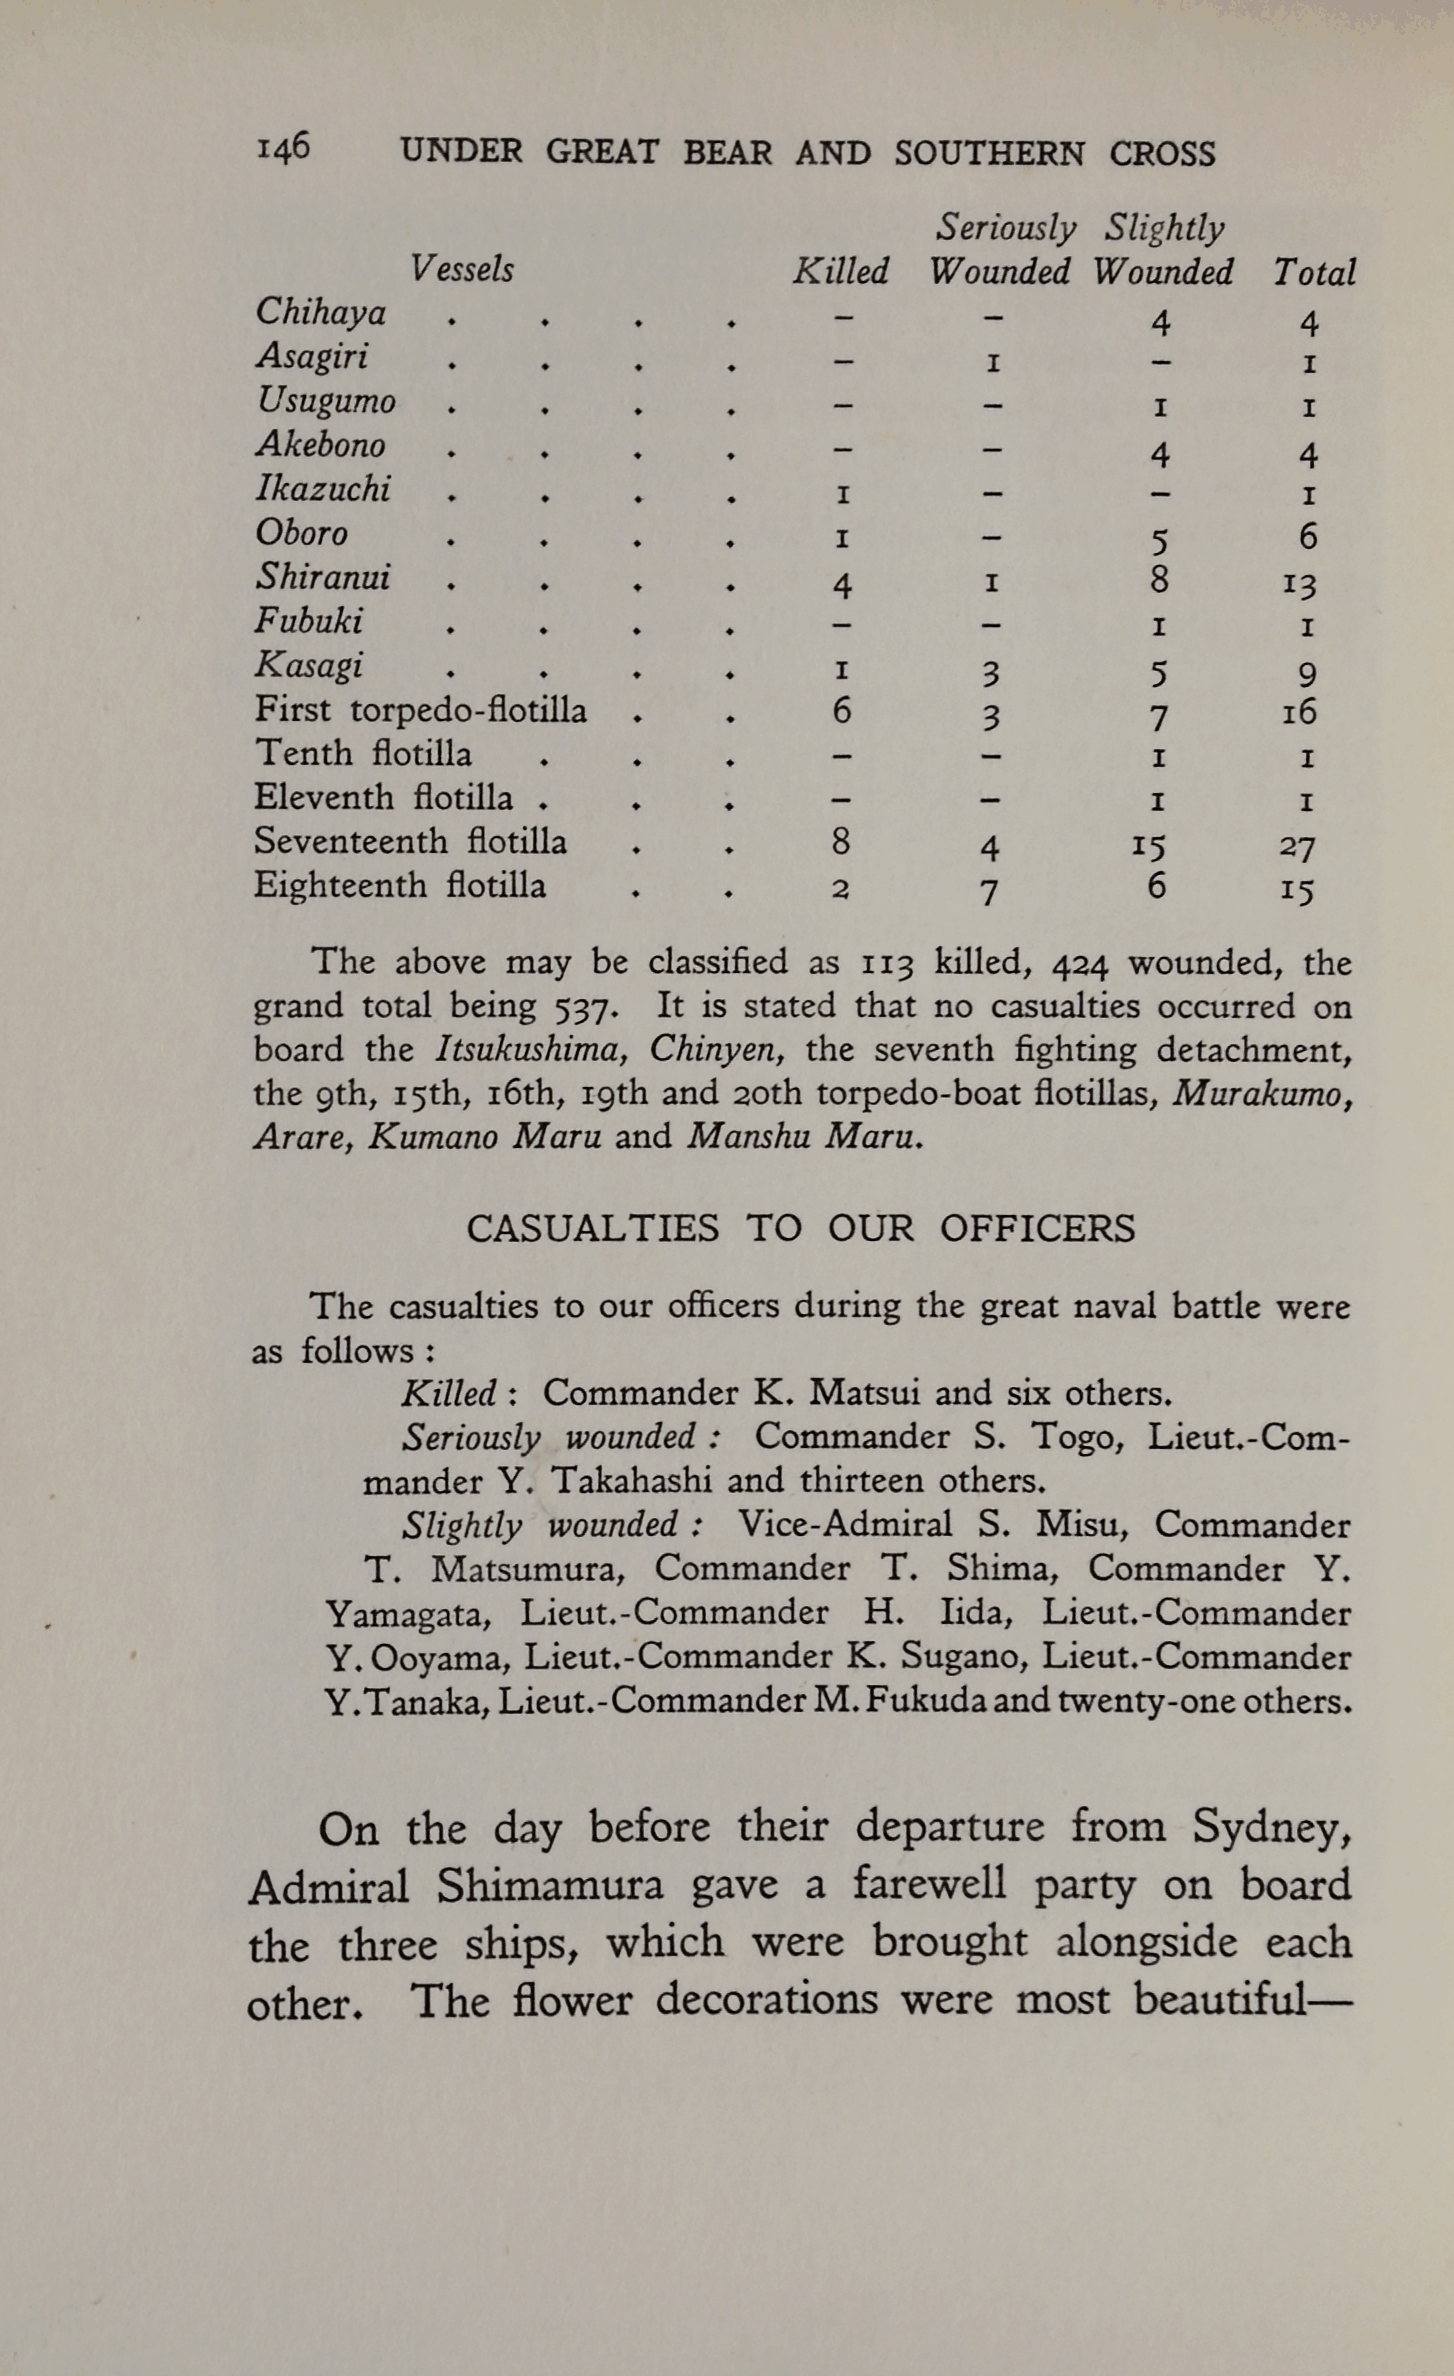 146 UNDER GREAT BEAR AND SOUTHERN CROSS
Seriously Slightly
Vessels Killed Wounded Wounded Total
Chihaya . . . . – – 4 4
Asagiri . . . . – 1 – 1
Usugumo . . . . – – 1 1
Akebono . . . . – – 4 4
Ikazuchi . . . . 1 – – 1
Oboro . . . . 1 – 5 6
Shiranui . . . . 4 1 8 13
Fubuki . . . . – – 1 1
Kasagi . . . . 1 3 5 9
First torpedo-flotilla . . 6 3 7 16
Tenth flotilla . . . – – 1 1
Eleventh flotilla . . . – – 1 1
Seventeenth flotilla . . 8 4 15 27
Eighteenth flotilla . . 2 7 6 15
The above may be classified as 113 killed, 424 wounded, the
grand total being 537. It is stated that no casualties occurred on
board the Itsukushima, Chinyen, the seventh fighting detachment,
the 9th, 15th, 16th, 19th and 20th torpedo-boat flotillas, Murakumo,
Arare, Kumano Maru and Manshu Maru.
CASUALTIES TO OUR OFFICERS
The casualties to our officers during the great naval battle were
as follows :
Killed : Commander K. Matsui and six others.
Seriously wounded : Commander S. Togo, Lieut.-Com-
mander Y. Takahashi and thirteen others.
Slightly wounded : Vice-Admiral S. Misu, Commander
T. Matsumura, Commander T. Shima, Commander Y.
Yamagata, Lieut.-Commander H. Iida, Lieut.-Commander
Y. Ooyama, Lieut.-Commander K. Sugano, Lieut.-Commander
Y. Tanaka, Lieut.-Commander M. Fukuda and twenty-one others.
On the day before their departure from Sydney,
Admiral Shimamura gave a farewell party on board
the three ships, which were brought alongside each
other. The flower decorations were most beautiful—